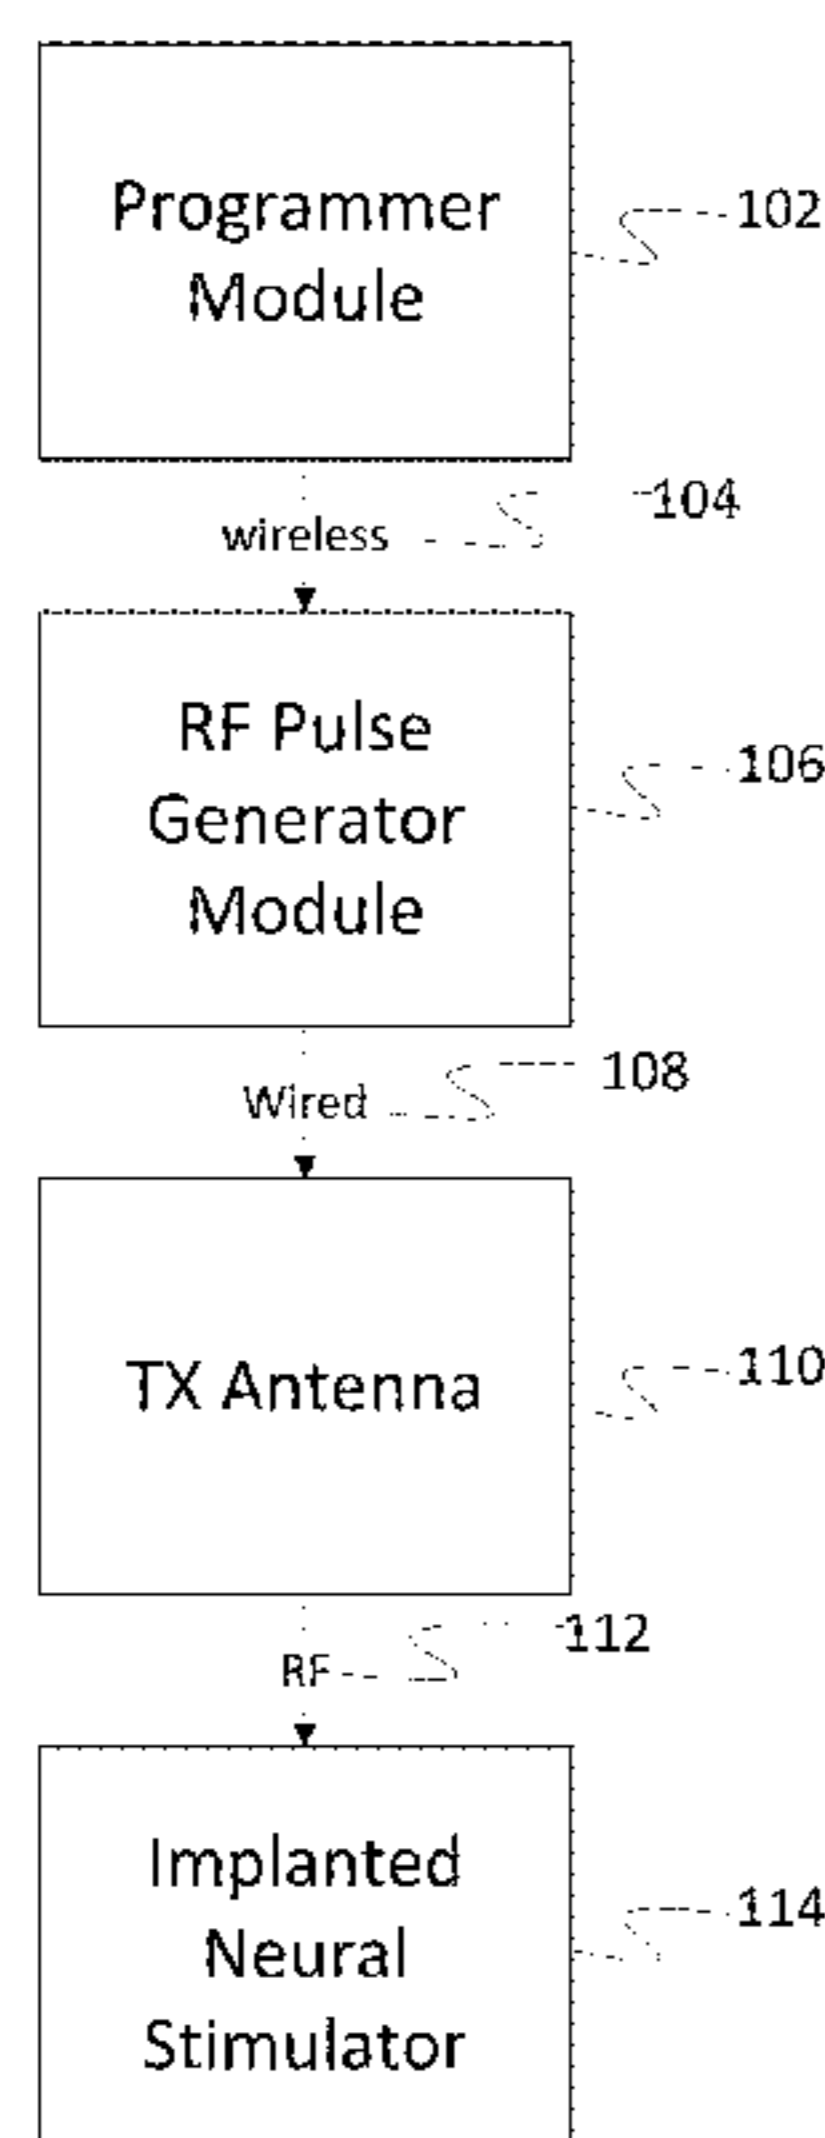 Programmer
Module
102
wireless
104
RF Pulse
Generator
Module
106
Wired
108
TX Antenna
110
RF
112
Implanted
Neural
Stimulator
114